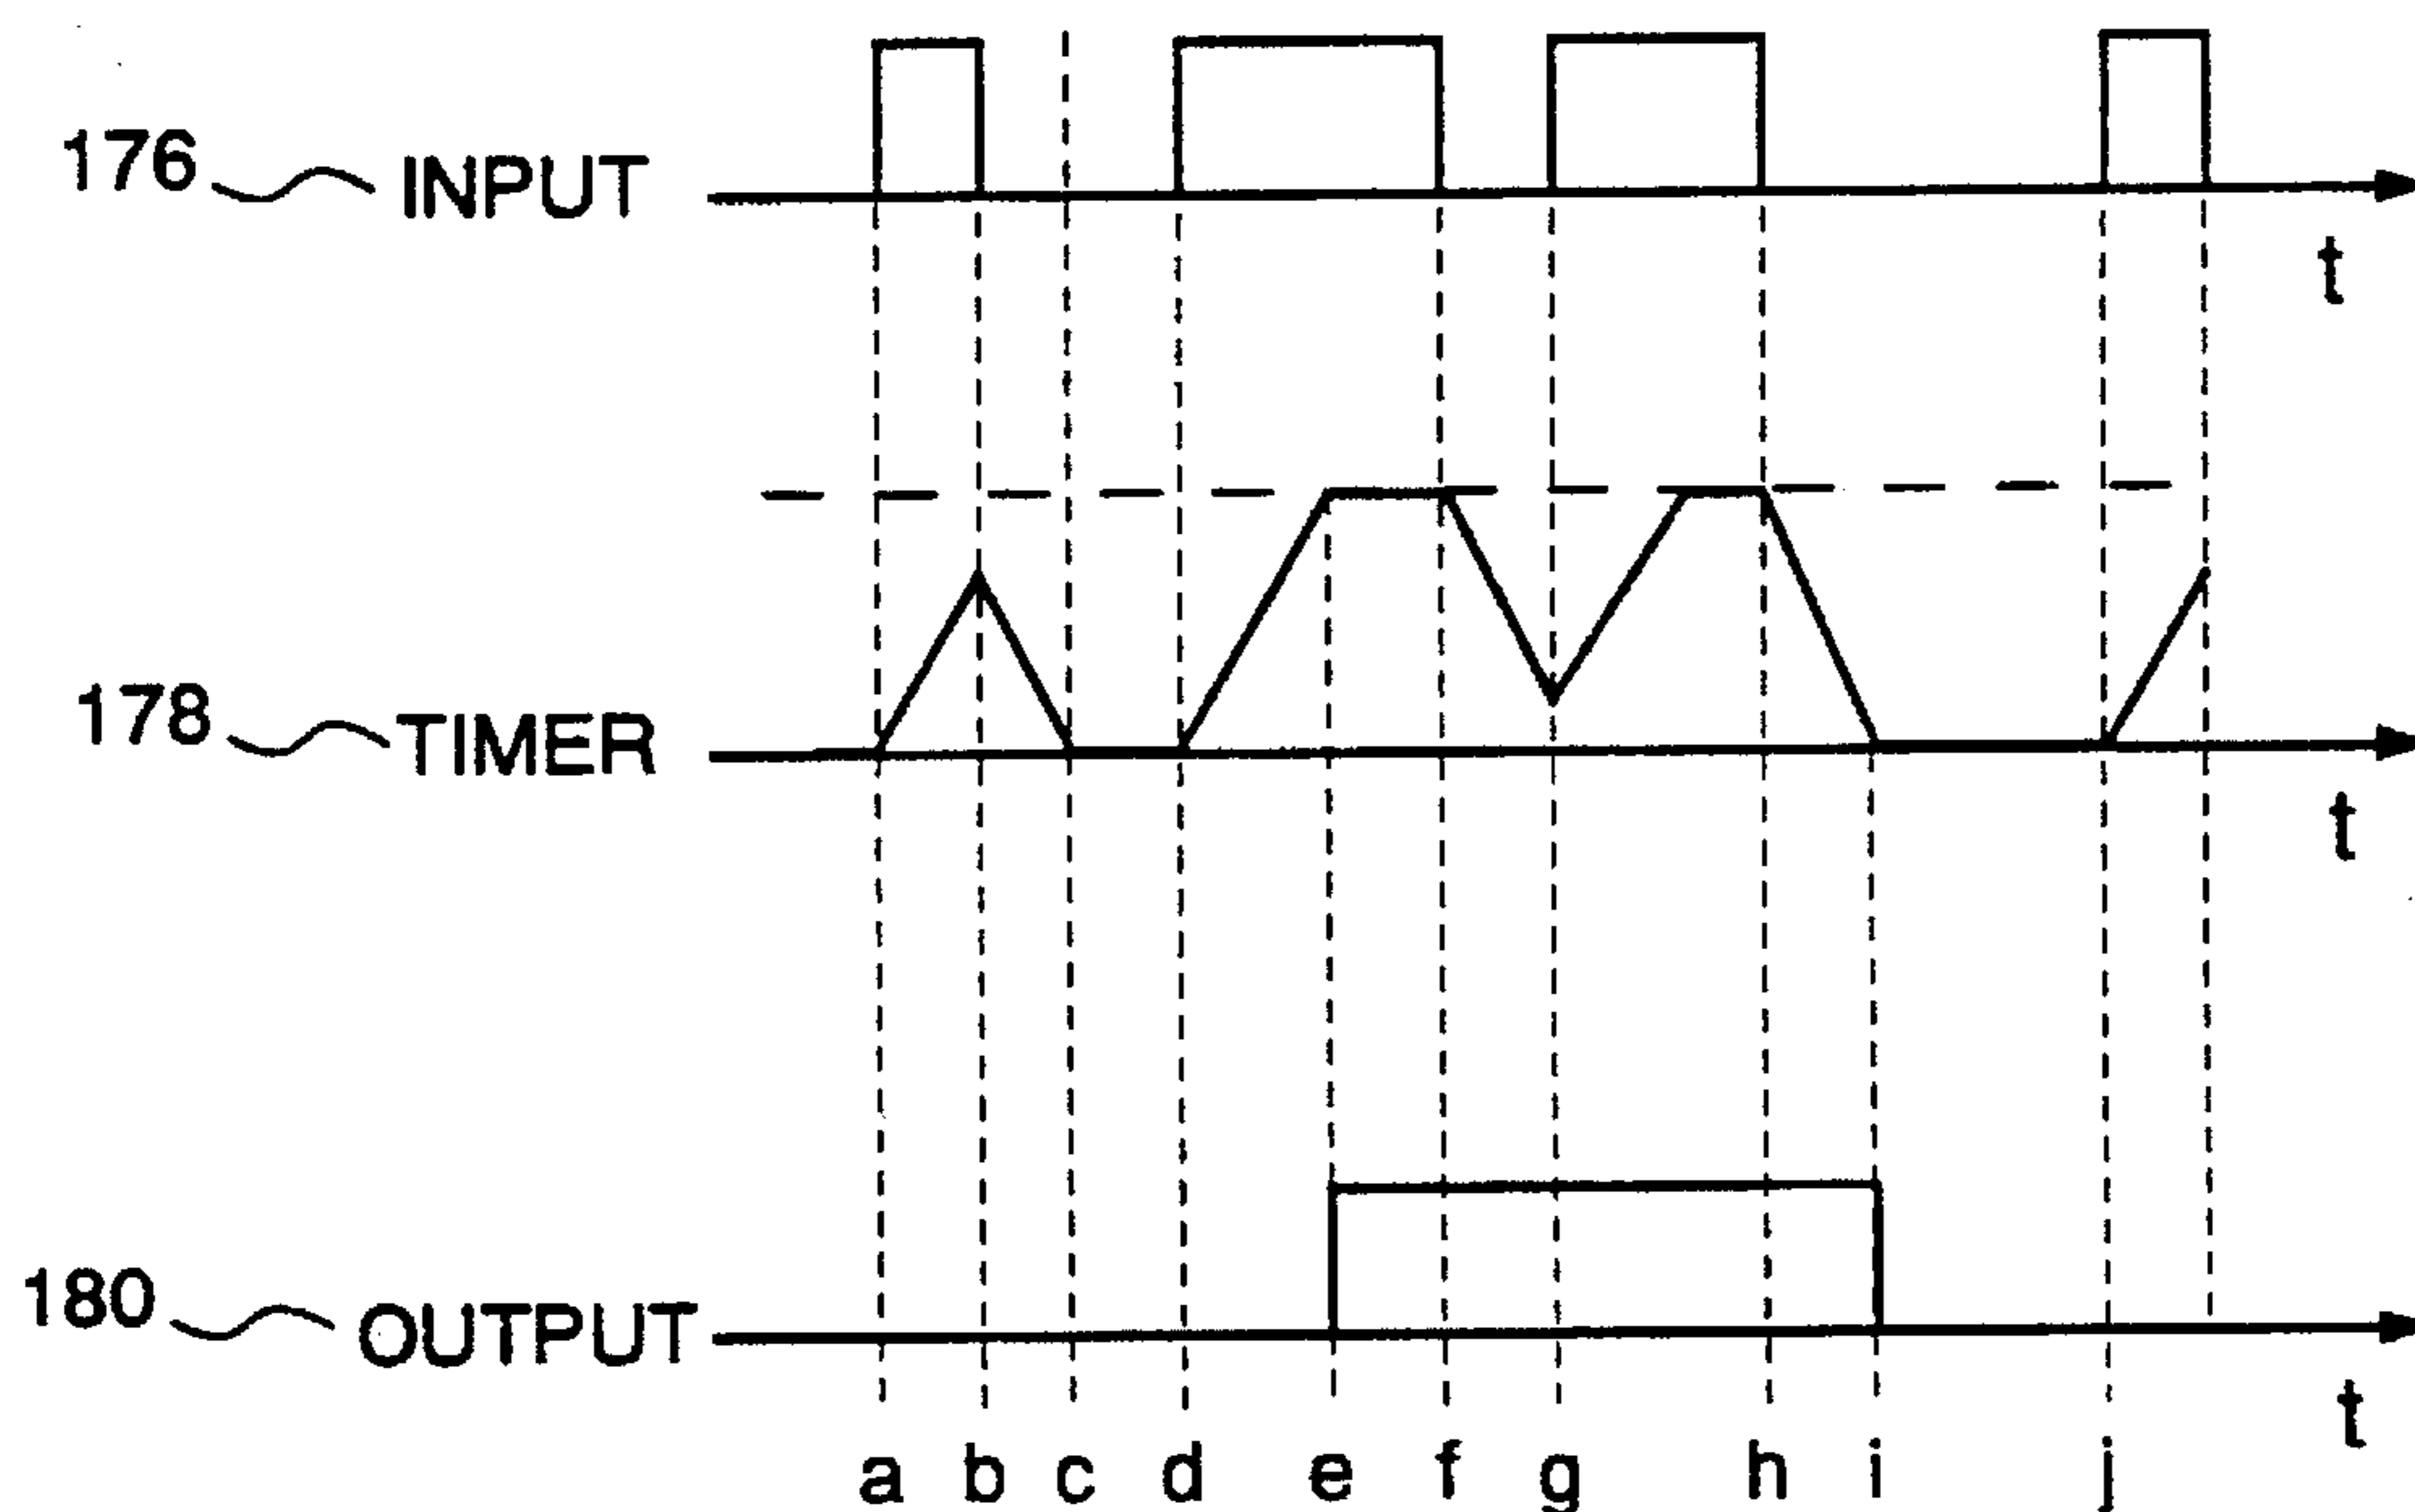 176 INPUT
t
178 TIMER
t
180 OUTPUT
t
a b c d e f g h i j